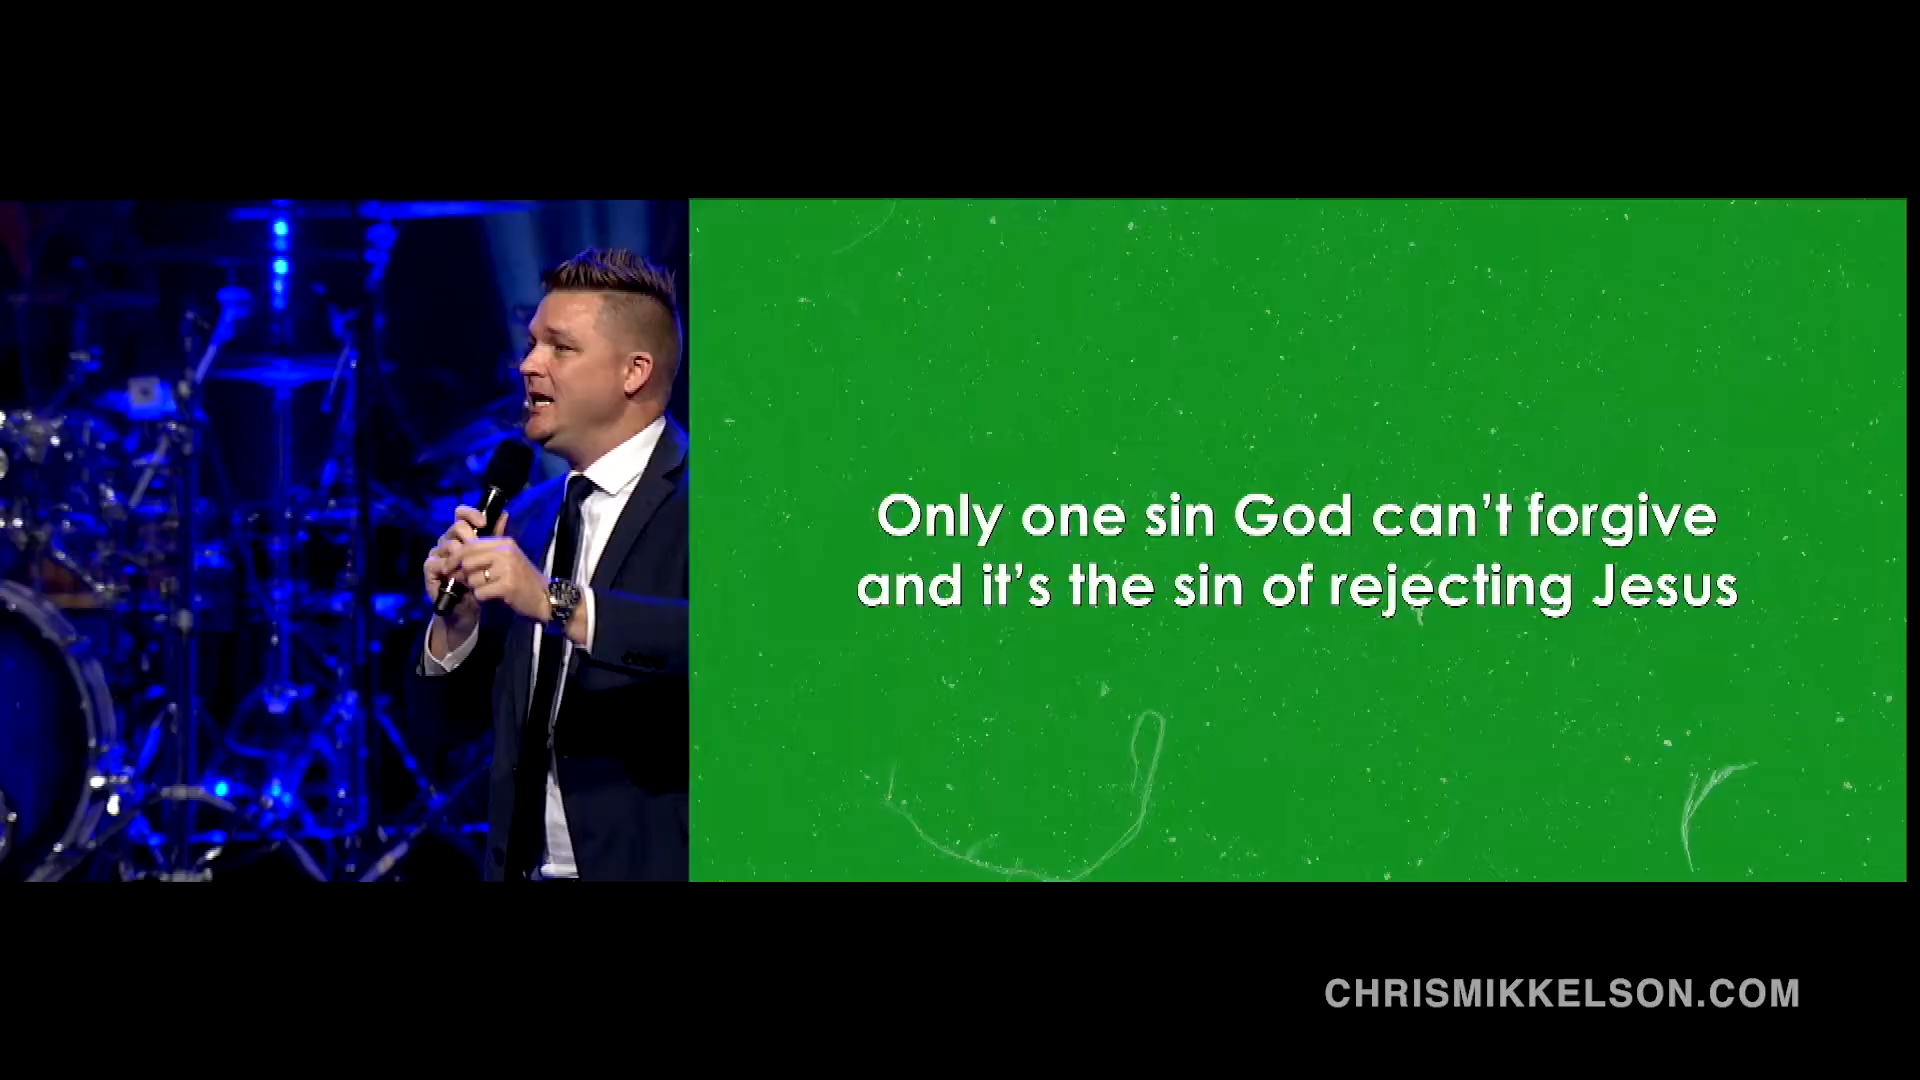 Only one sin God can’t forgive
and it’s the sin of rejecting Jesus
CHRISMIKKELSON.COM